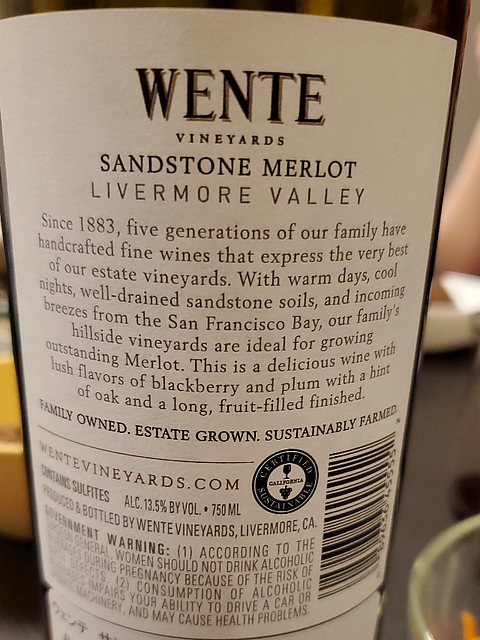 WENTE
VINEYARDS
SANDSTONE MERLOT
LIVERMORE VALLEY
Since 1883, five generations of our family have
handcrafted fine wines that express the very best
of our estate vineyards. With warm days, cool
nights, well-drained sandstone soils, and incoming
breezes from the San Francisco Bay, our family's
hillside vineyards are ideal for growing
outstanding Merlot. This is a delicious wine with
lush flavors of blackberry and plum with a hint
of oak and a long, fruit-filled finished.
FAMILY OWNED. ESTATE GROWN. SUSTAINABLY FARMED.
WENTEVINEYARDS.COM
CONTAINS SULFITES ALC. 13.5% BY VOL. • 750 ML
PRODUCED & BOTTLED BY WENTE VINEYARDS, LIVERMORE, CA.
CERTIFIED
CALIFORNIA
SUSTAINABLE
GOVERNMENT WARNING: (1) ACCORDING TO THE
GENERAL, WOMEN SHOULD NOT DRINK ALCOHOLIC
DURING PREGNANCY BECAUSE OF THE RISK OF
(2) CONSUMPTION OF ALCOHOLIC
IMPAIRS YOUR ABILITY TO DRIVE A CAR OR
MACHINERY, AND MAY CAUSE HEALTH PROBLEMS.
ウェンテ